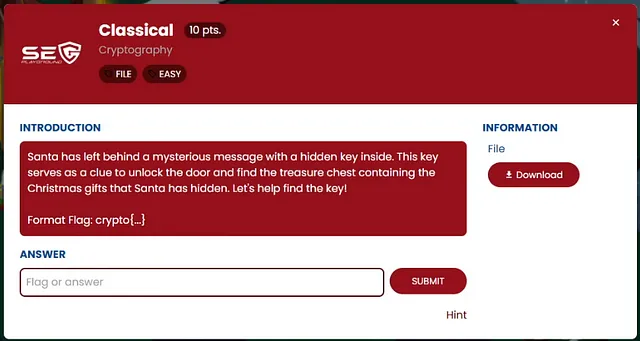 Classical 10 pts.
×
Cryptography
SEC
PLAYGROUND
FILE EASY
INTRODUCTION
INFORMATION
Santa has left behind a mysterious message with a hidden key inside. This key
serves as a clue to unlock the door and find the treasure chest containing the
Christmas gifts that Santa has hidden. Let's help find the key!
Format Flag: crypto{...}
File
Download
ANSWER
Flag or answer
SUBMIT
Hint